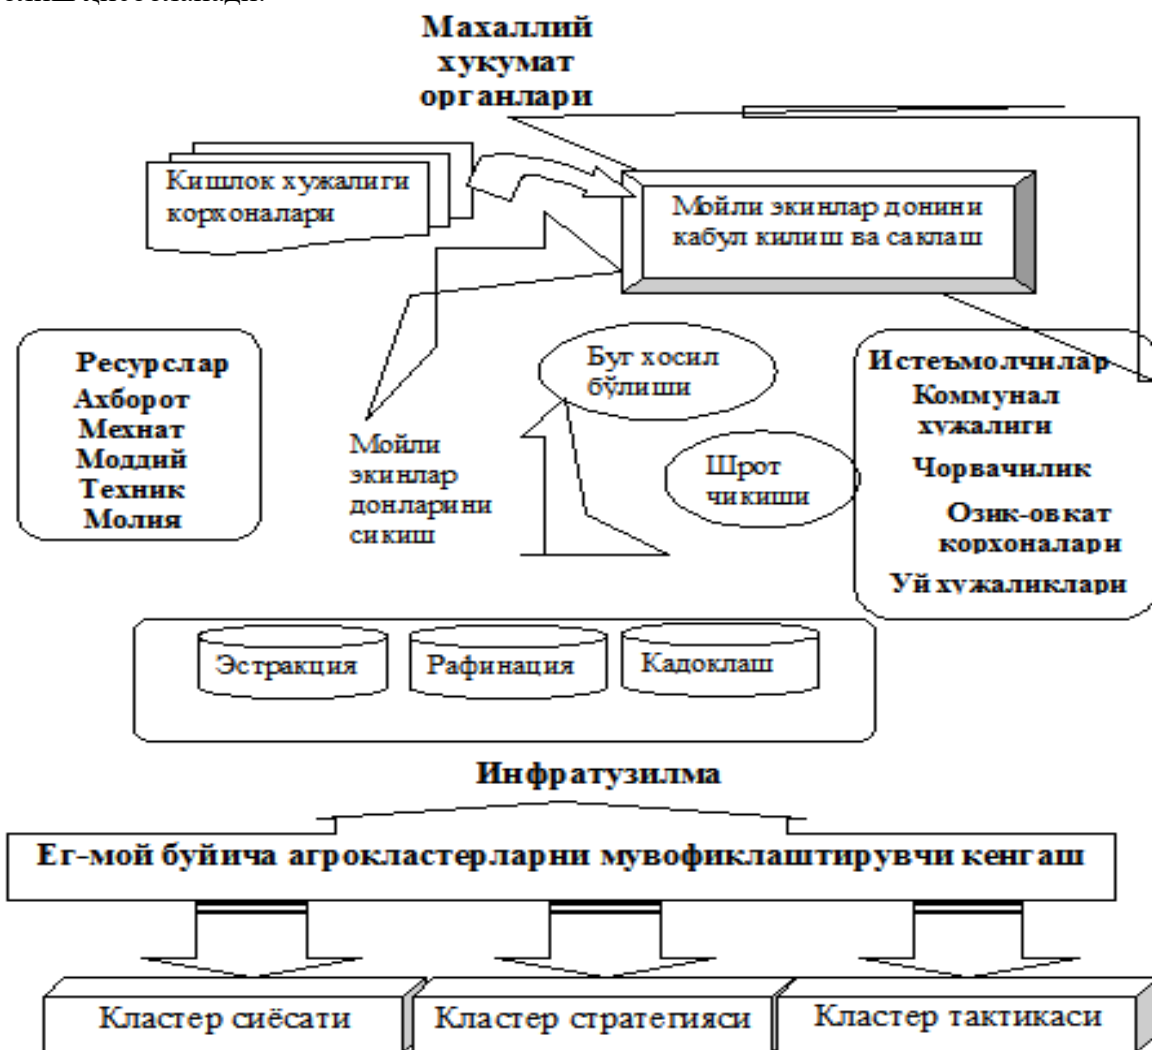 Махаллий
хукумат
органлари
Кишлок хужалиги
корхоналари
Мойли экинлар донини
кабул килиш ва саклаш
Ресурслар
Ахборот
Мехнат
Моддий
Техник
Молия
Буг хосил
бўлиши
Мойли
экинлар
донларини
сикиш
Шрот
чикиши
Истеъмолчилар
Коммунал
хужалиги
Чорвачилик
Озик-овкат
корхоналари
Уй хужаликлари
Эстракция
Рафинация
Кадоклаш
Инфратузилма
Ег-мой буйича агрокластерларни мувофиклаштирувчи кенгаш
Кластер сиёсати
Кластер стратегияси
Кластер тактикаси